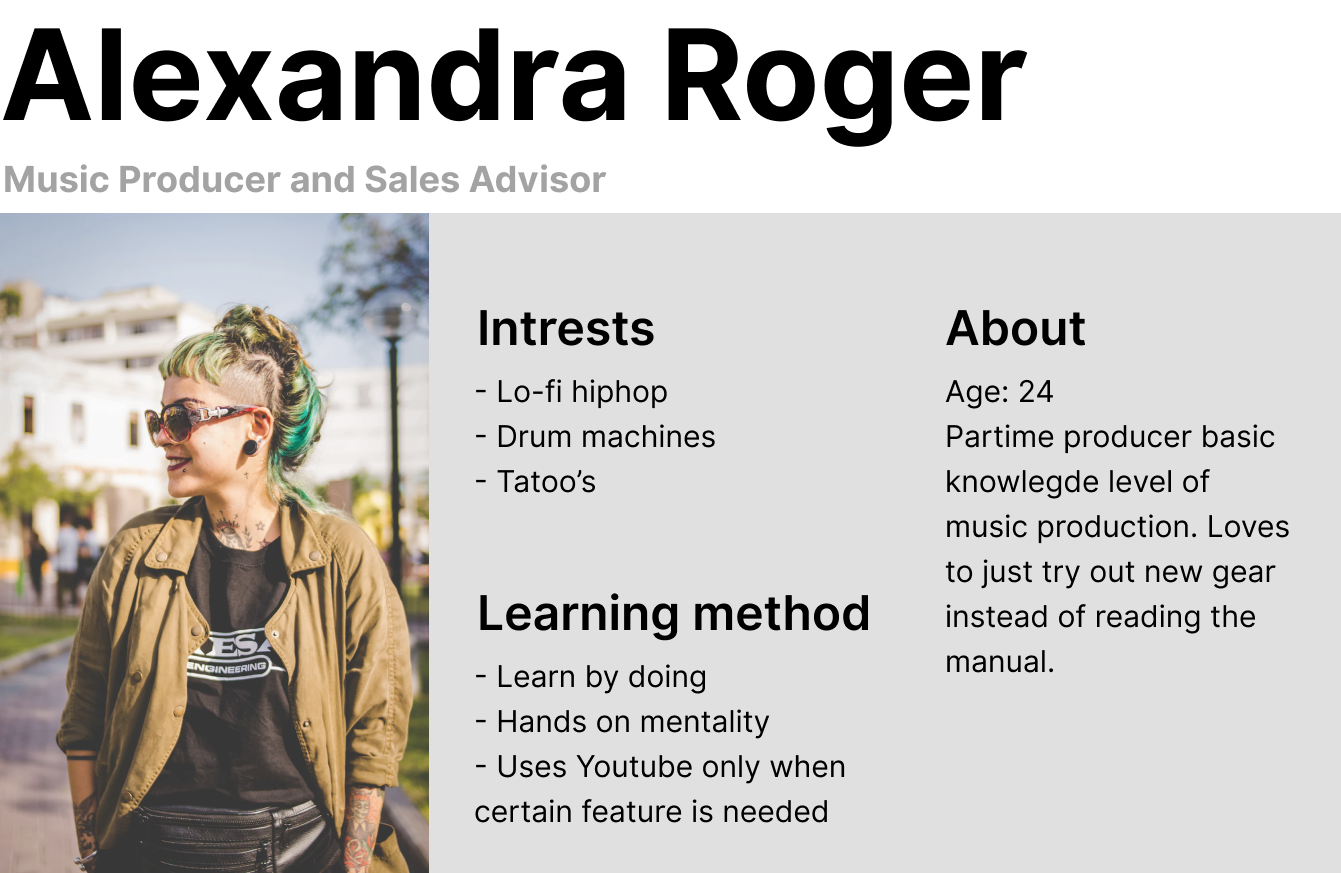 Alexandra Roger
Music Producer and Sales Advisor
Intrests
- Lo-fi hiphop
- Drum machines
- Tatoo’s
Learning method
- Learn by doing
- Hands on mentality
- Uses Youtube only when
certain feature is needed
About
Age: 24
Partime producer basic
knowlegde level of
music production. Loves
to just try out new gear
instead of reading the
manual.
ENGINEERING